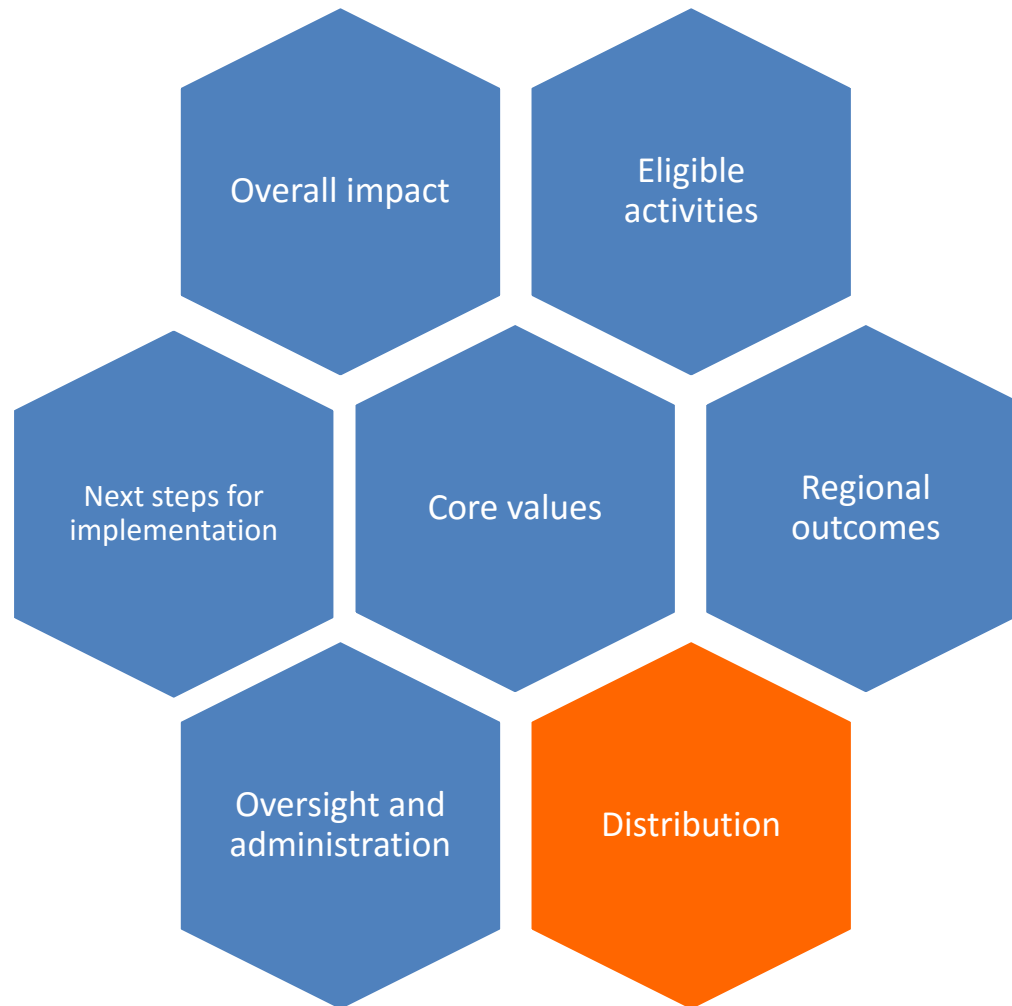 Overall impact
Eligible
activities
Next steps for
implementation
Core values
Regional
outcomes
Oversight and
administration
Distribution